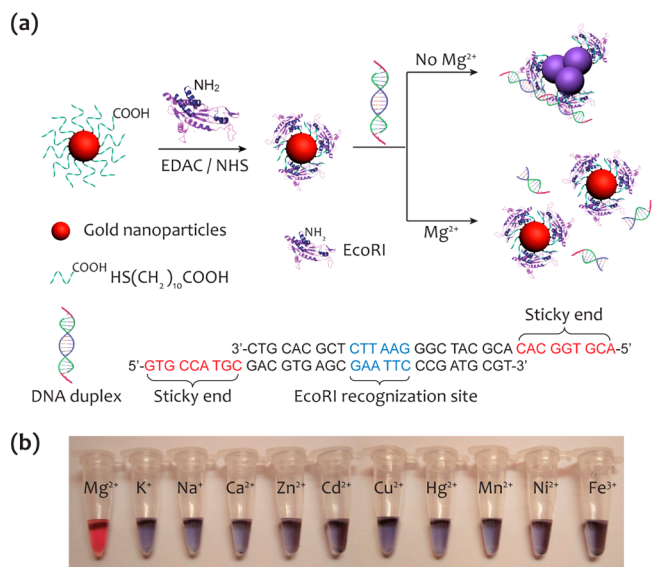 (a)
COOH
NH2
EDAC / NHS
No Mg²⁺
Mg²⁺
Gold nanoparticles
NH2
EcoRI
COOH
HS(CH2)10COOH
DNA duplex
Sticky end
3'-CTG CAC GCT CTT AAG GGC TAC GCA CAC GGT GCA-5'
5'-GTG CCA TGC GAC GTG AGC GAA TTC CCG ATG CGT-3'
Sticky end
EcoRI recognization site
(b)
Mg²⁺ K⁺ Na⁺ Ca²⁺ Zn²⁺ Cd²⁺ Cu²⁺ Hg²⁺ Mn²⁺ Ni²⁺ Fe³⁺